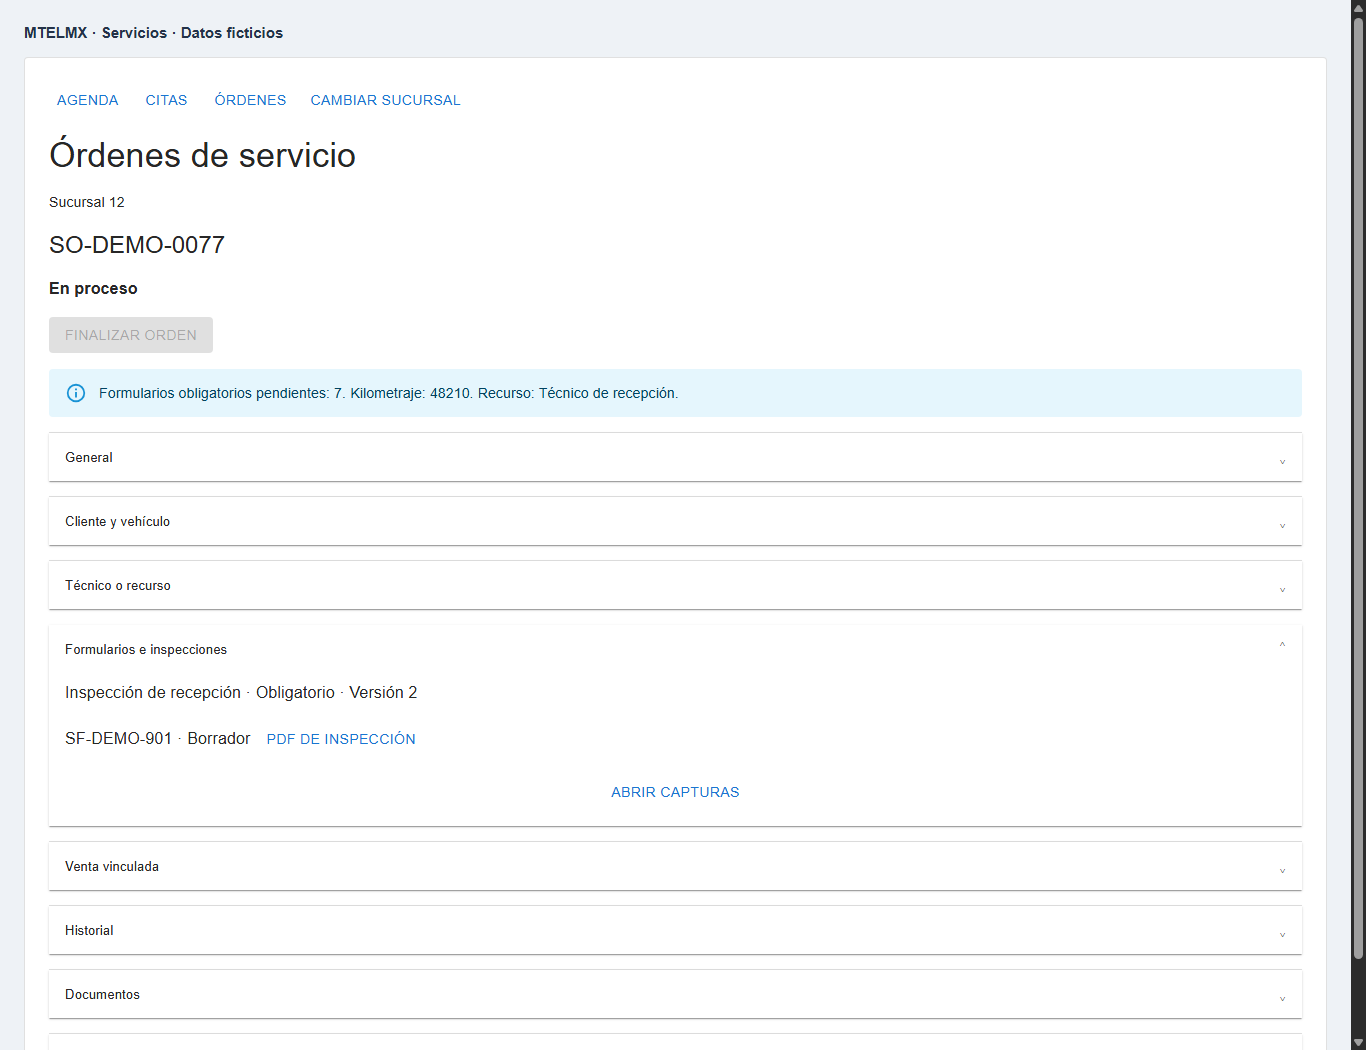 MTELMX · Servicios · Datos ficticios
AGENDA CITAS ÓRDENES CAMBIAR SUCURSAL
Órdenes de servicio
Sucursal 12
SO-DEMO-0077
En proceso
FINALIZAR ORDEN
Formularios obligatorios pendientes: 7. Kilometraje: 48210. Recurso: Técnico de recepción.
General
Cliente y vehículo
Técnico o recurso
Formularios e inspecciones
Inspección de recepción · Obligatorio · Versión 2
SF-DEMO-901 · Borrador PDF DE INSPECCIÓN
ABRIR CAPTURAS
Venta vinculada
Historial
Documentos